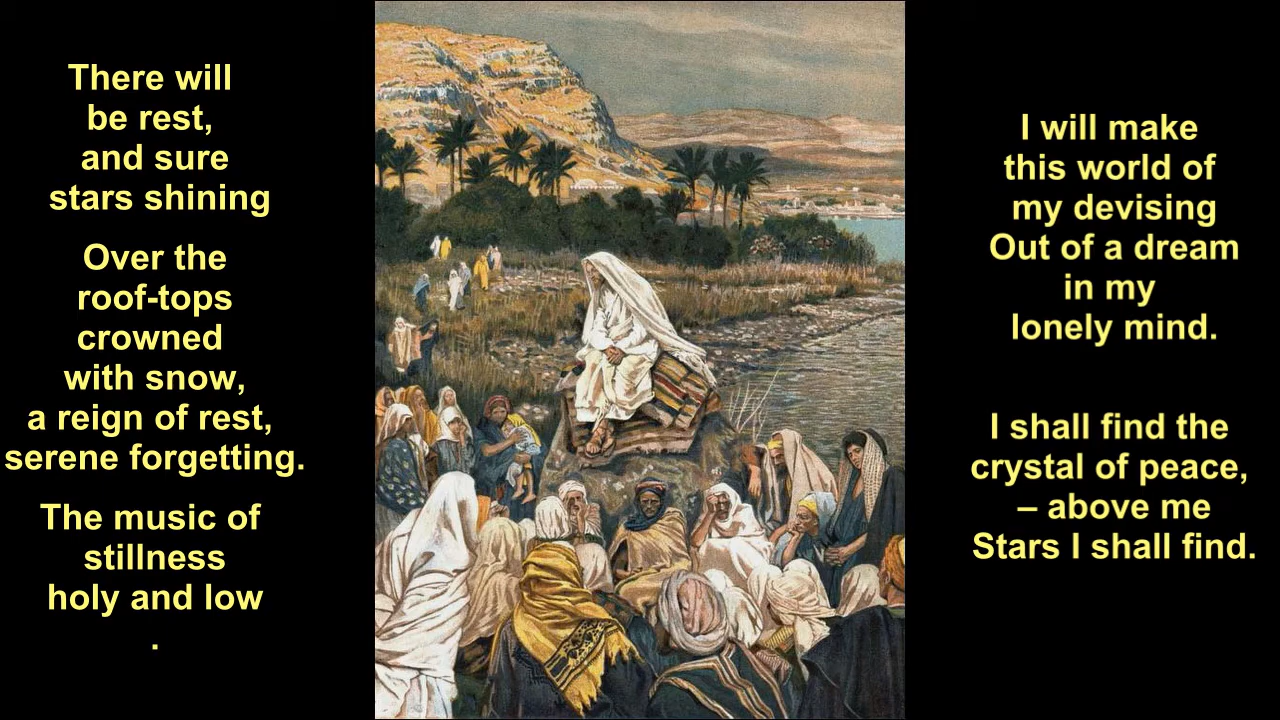 There will
be rest,
and sure
stars shining
Over the
roof-tops
crowned
with snow,
a reign of rest,
serene forgetting.
The music of
stillness
holy and low
.
I will make
this world of
my devising
Out of a dream
in my
lonely mind.
I shall find the
crystal of peace,
– above me
Stars I shall find.